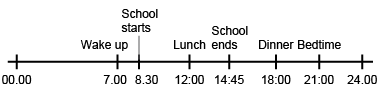 School
starts
School
ends
Wake up
Lunch
Dinner Bedtime
00.00 7.00 8.30 12:00 14:45 18:00 21:00 24.00